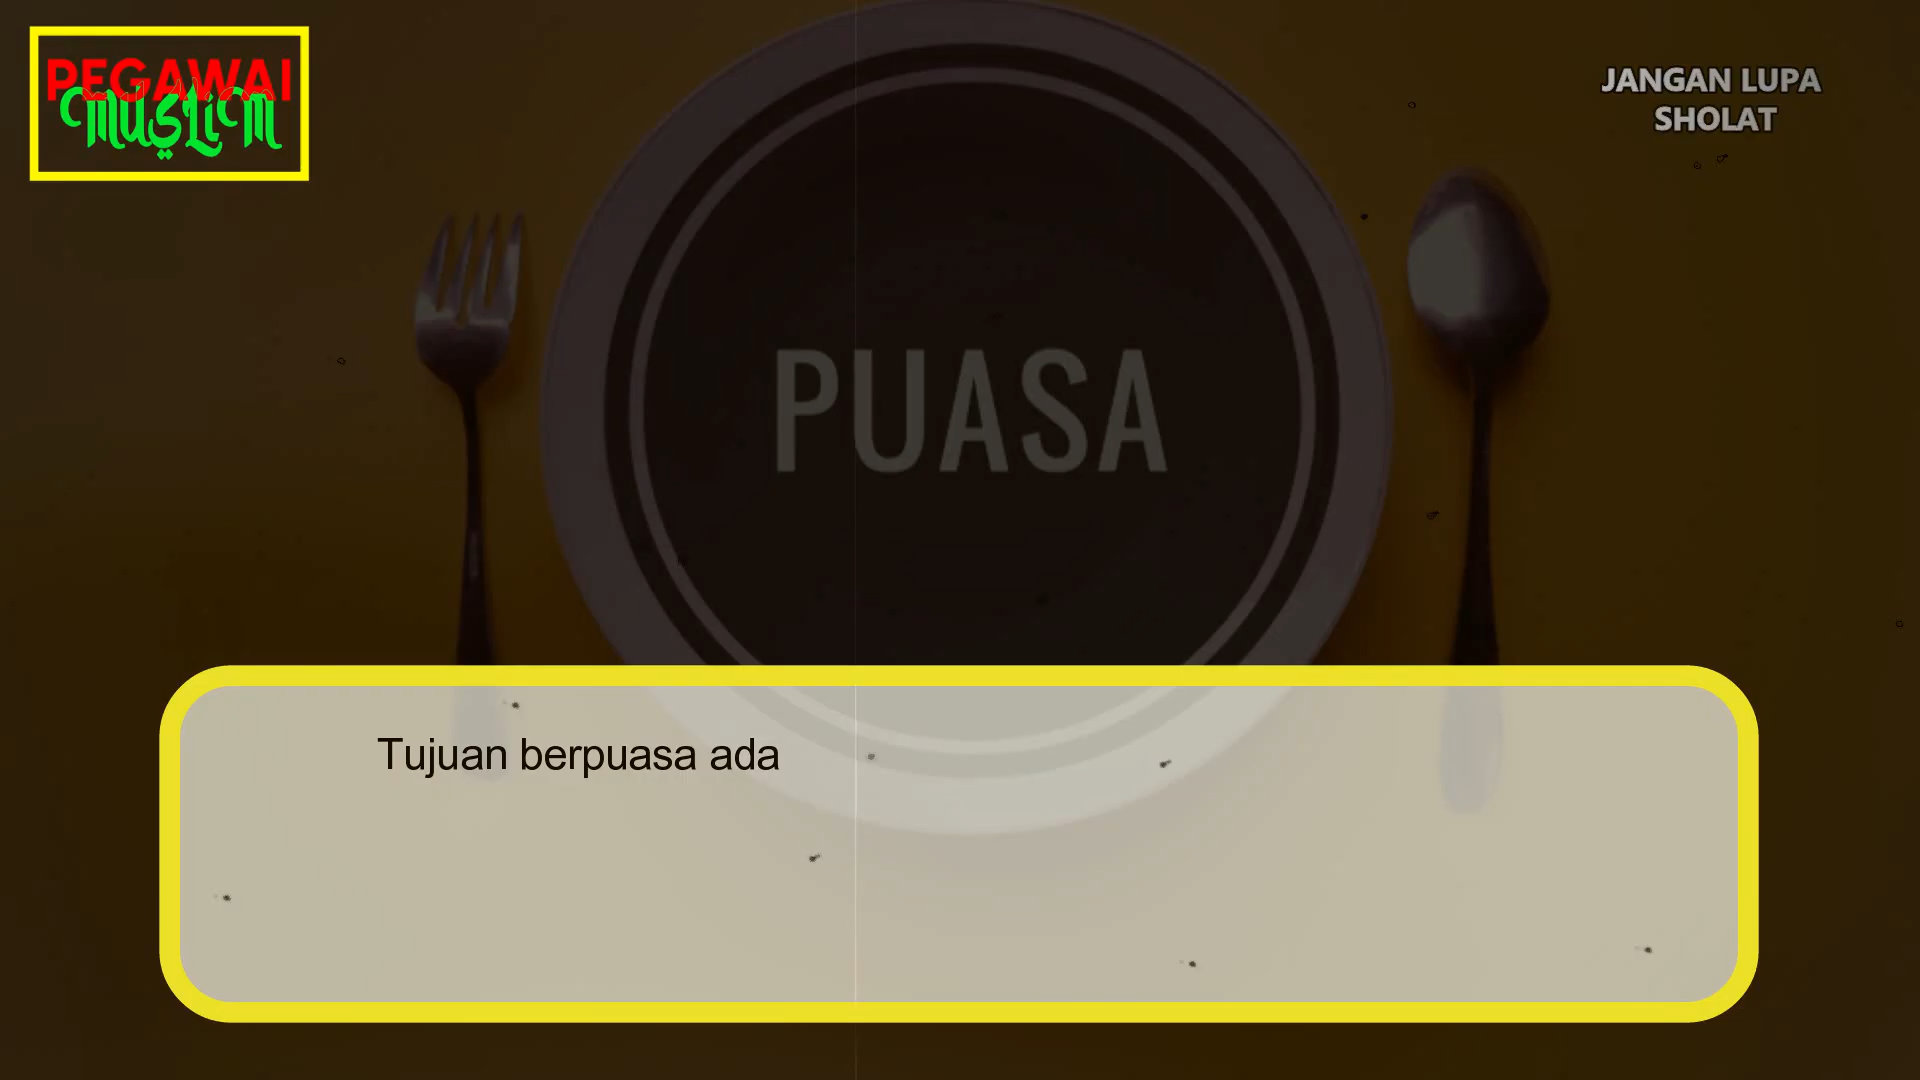 PEGAWAI
muslim
JANGAN LUPA
SHOLAT
PUASA
Tujuan berpuasa ada